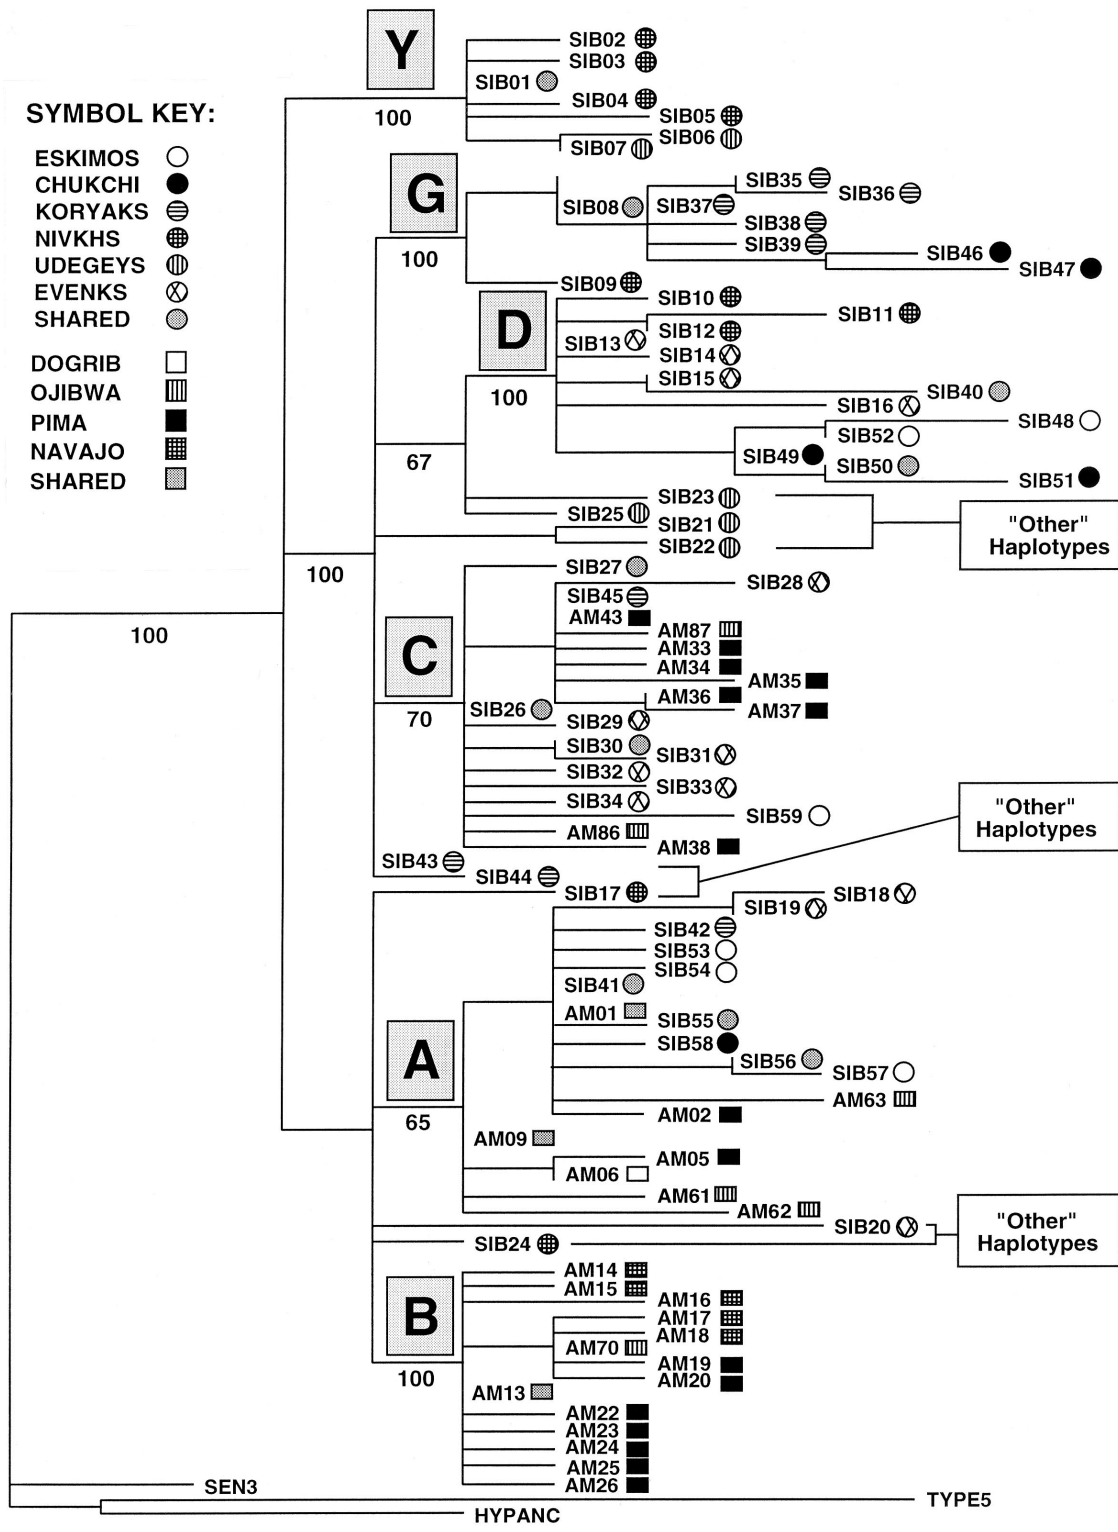 Y
SIB02
SIB03
SIB01
SIB04
100
SIB05
SIB06
SIB07
SYMBOL KEY:
ESKIMOS
CHUKCHI
KORYAKS
NIVKHS
UDEGEYS
EVENKS
SHARED
DOGRIB
OJIBWA
PIMA
NAVAJO
SHARED
G
SIB35
SIB36
SIB08
SIB37
SIB38
SIB39
100
SIB46
SIB47
SIB09
D
SIB10
SIB11
SIB12
SIB13
SIB14
SIB15
100
SIB40
SIB16
SIB48
SIB52
SIB49
SIB50
67
SIB51
SIB23
SIB25
SIB21
SIB22
"Other"
Haplotypes
100
100
C
SIB27
SIB28
SIB45
AM43
AM87
AM33
AM34
AM35
AM36
AM37
SIB26
70
SIB29
SIB30
SIB31
SIB32
SIB33
SIB34
SIB59
AM86
AM38
"Other"
Haplotypes
SIB43
SIB44
SIB17
SIB18
SIB19
SIB42
SIB53
SIB54
SIB41
AM01
SIB55
SIB58
A
SIB56
SIB57
AM63
AM02
65
AM09
AM05
AM06
AM61
AM62
SIB20
SIB24
"Other"
Haplotypes
B
AM14
AM15
AM16
AM17
AM18
AM70
AM19
AM20
100
AM13
AM22
AM23
AM24
AM25
AM26
SEN3
TYPE5
HYPANC